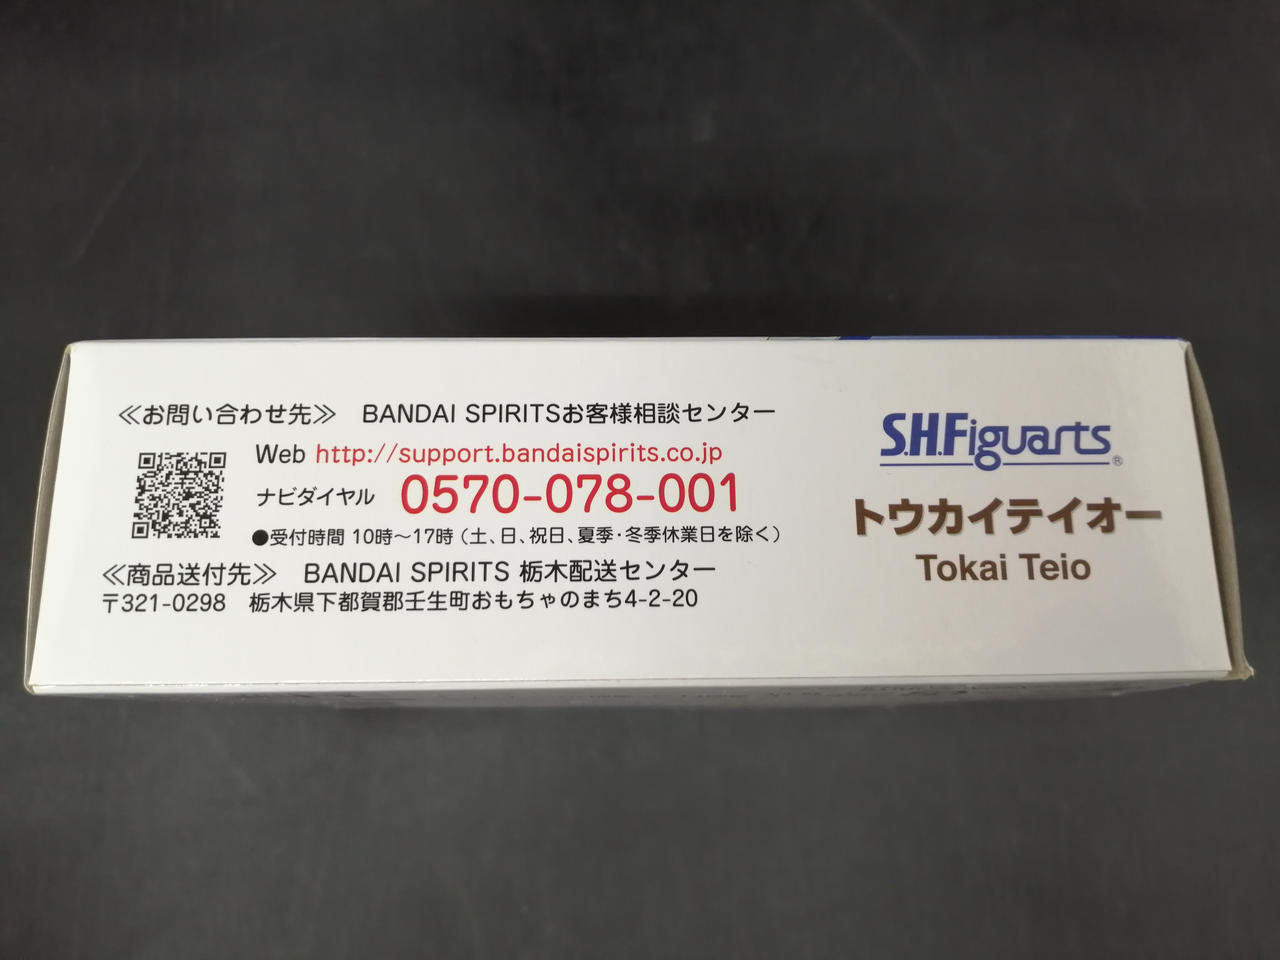 ≪お問い合わせ先≫ BANDAI SPIRITSお客様相談センター
Web http://support.bandaispirits.co.jp
ナビダイヤル 0570-078-001
●受付時間 10時～17時（土、日、祝日、夏季・冬季休業日を除く）
≪商品送付先≫ BANDAI SPIRITS 栃木配送センター
〒321-0298 栃木県下都賀郡壬生町おもちゃのまち4-2-20
S.H.Figuarts®
トウカイテイオー
Tokai Teio